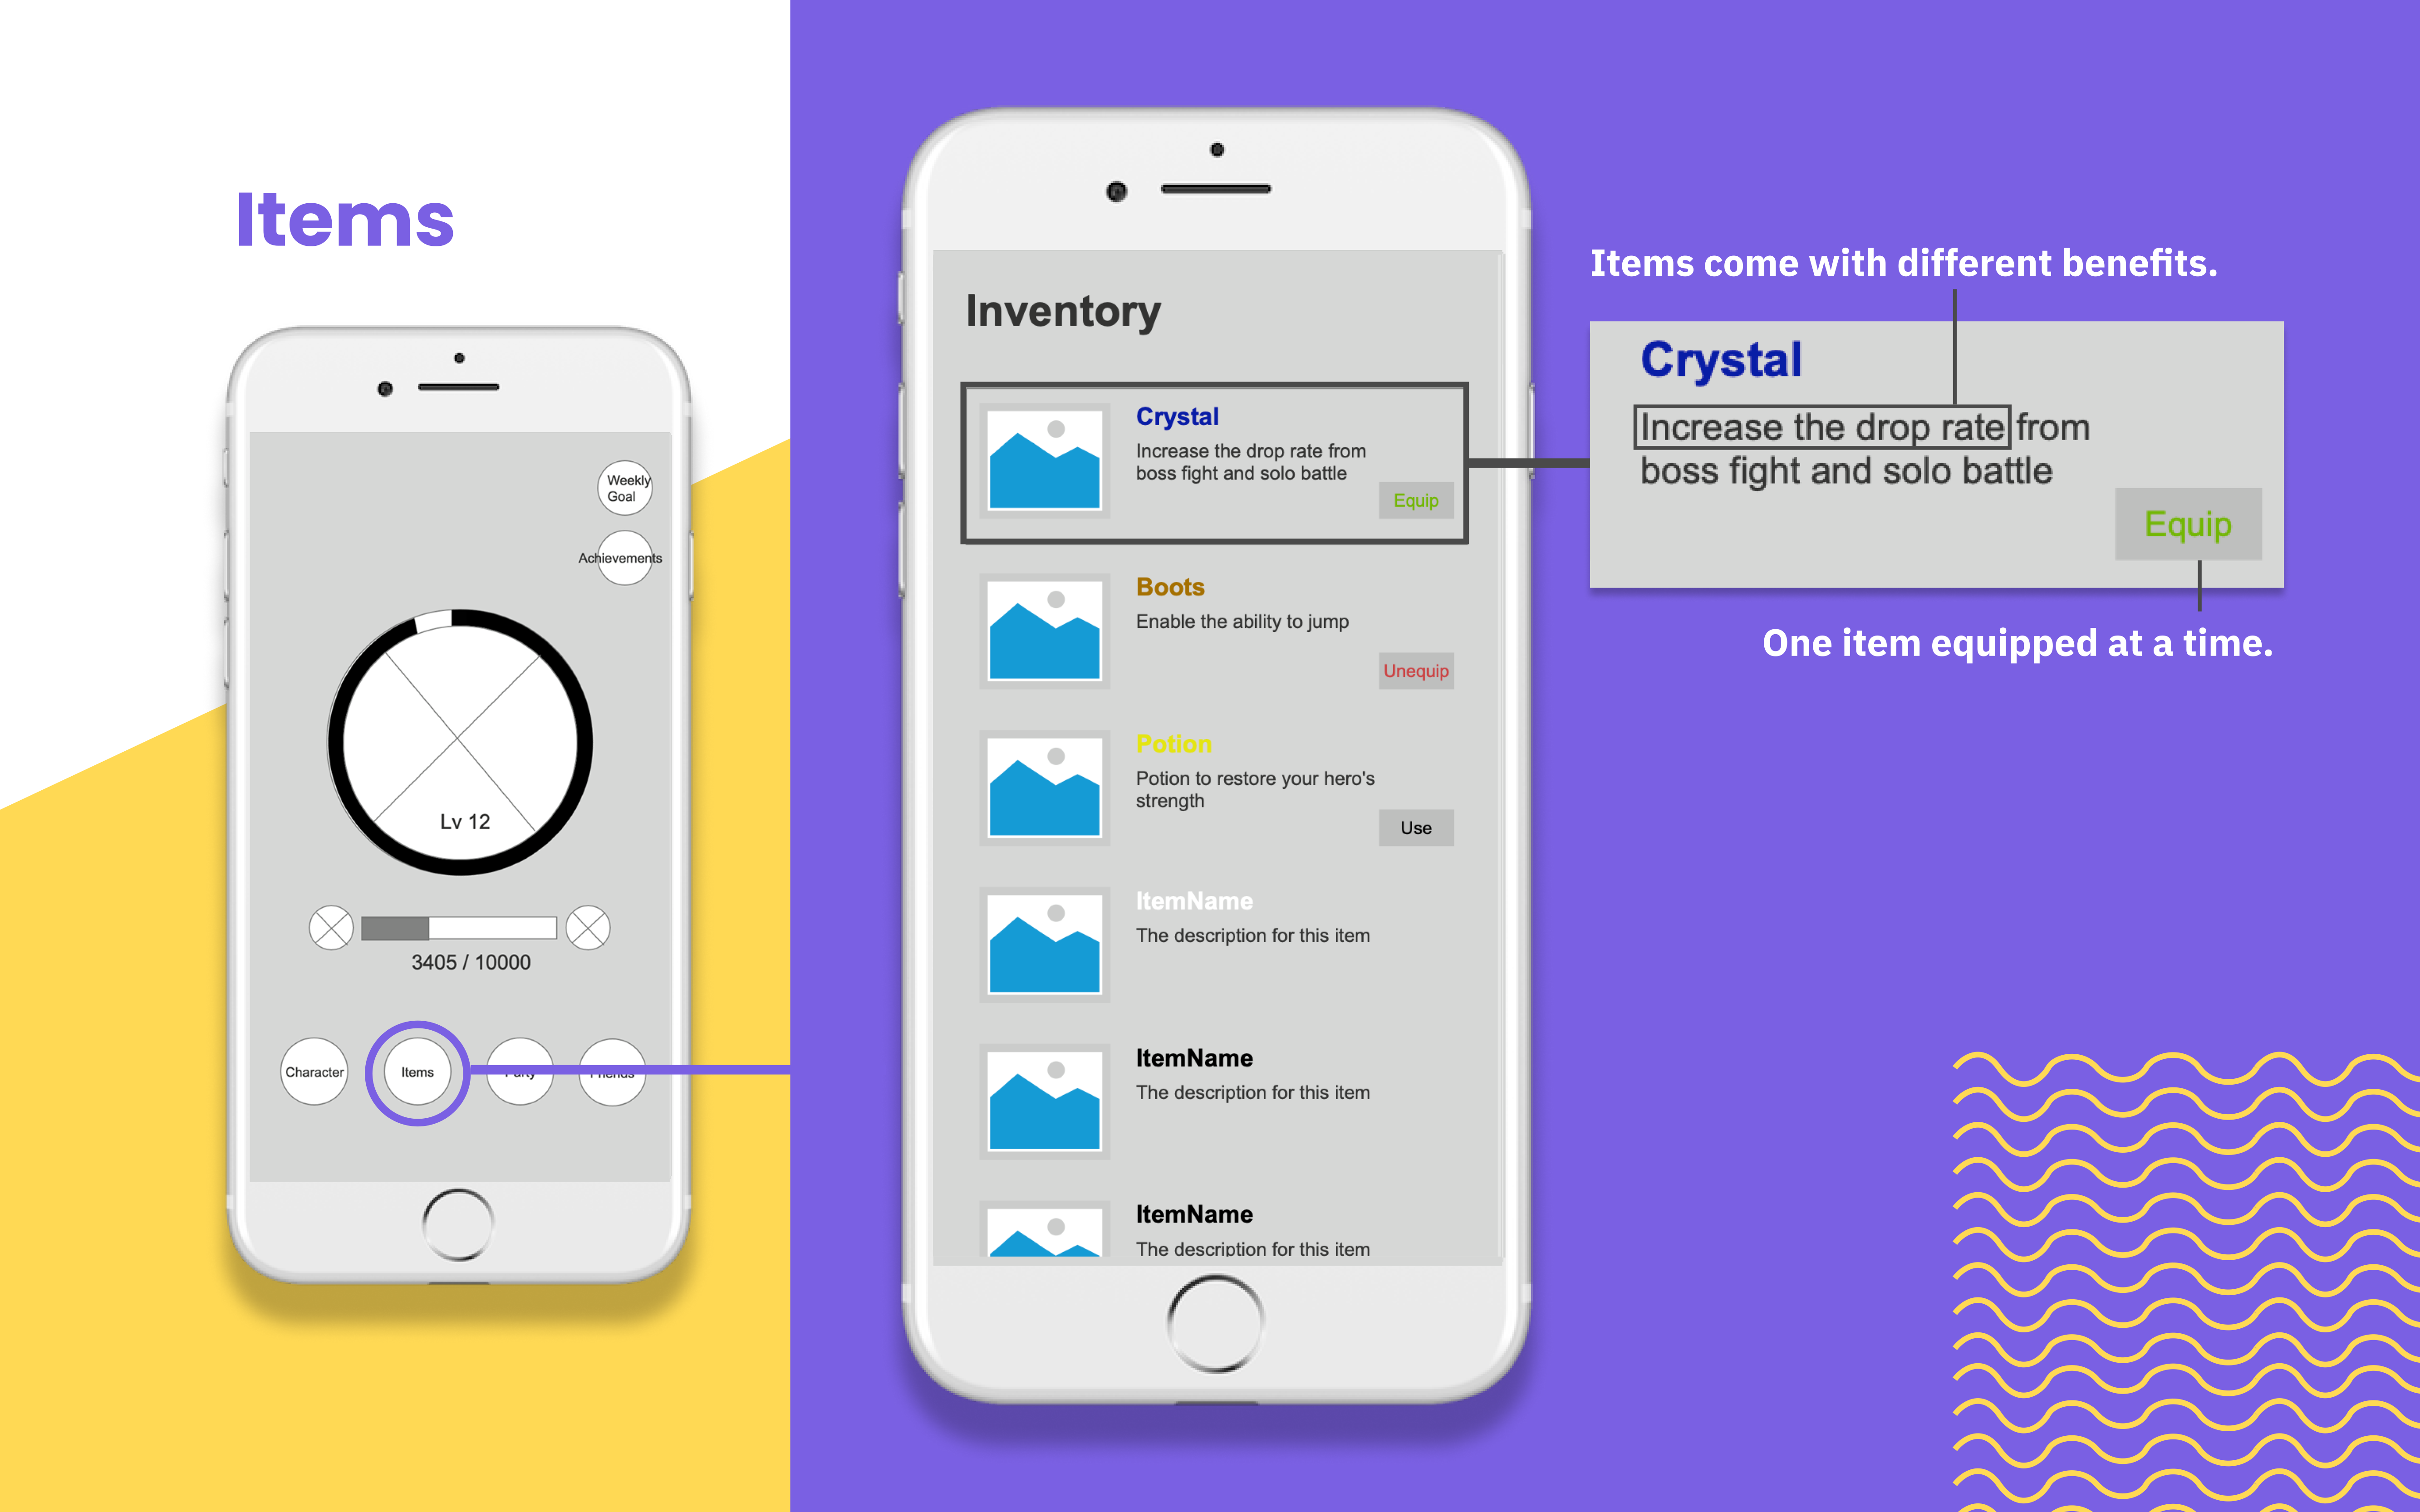 Items
Weekly
Goal
Achievements
Lv 12
3405 / 10000
Character
Items
Party
Friends
Inventory
Crystal
Increase the drop rate from
boss fight and solo battle
Equip
Boots
Enable the ability to jump
Unequip
Potion
Potion to restore your hero's
strength
Use
ItemName
The description for this item
ItemName
The description for this item
ItemName
The description for this item
Items come with different benefits.
Crystal
Increase the drop rate from
boss fight and solo battle
Equip
One item equipped at a time.